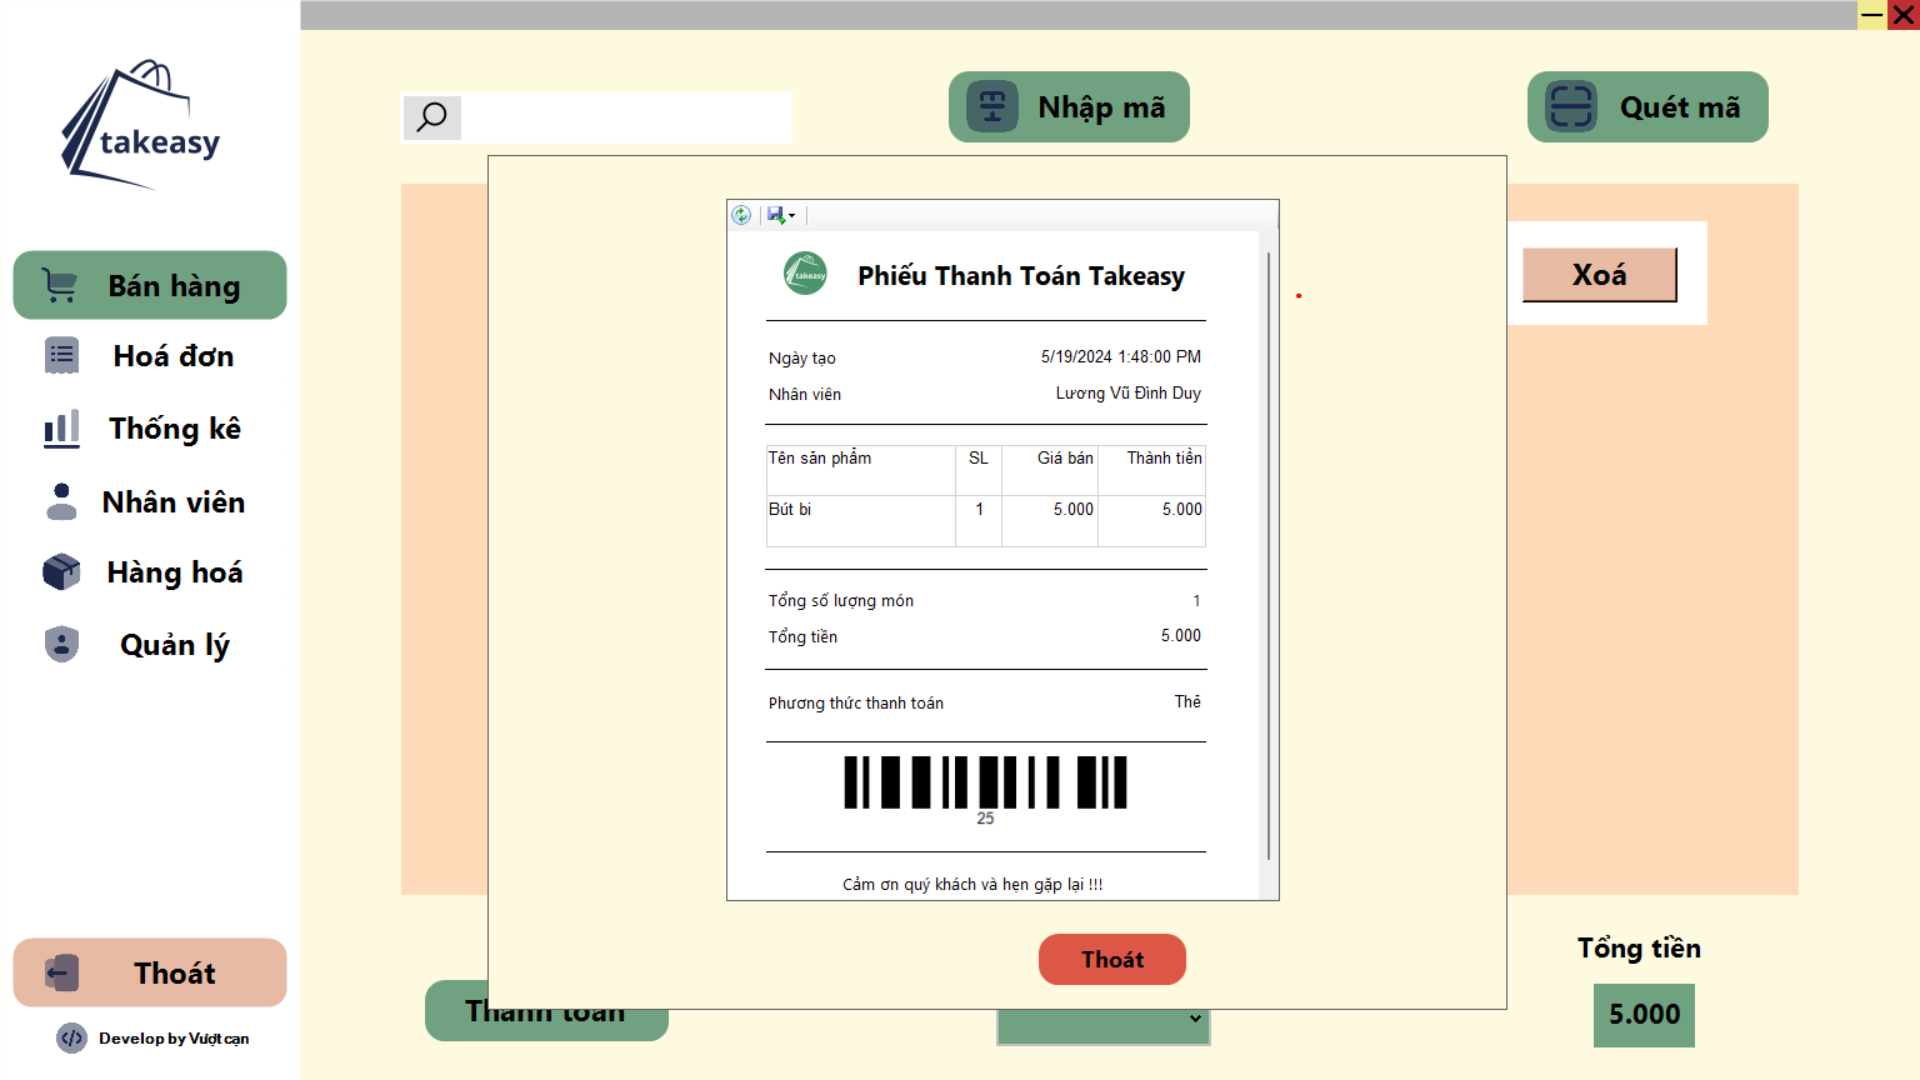 takeasy
Nhập mã
Quét mã
Bán hàng
Hoá đơn
Thống kê
Nhân viên
Hàng hoá
Quản lý
Thoát
Develop by Vượt cạn
Xoá
takeasy
Phiếu Thanh Toán Takeasy
Ngày tạo 5/19/2024 1:48:00 PM
Nhân viên Lương Vũ Đình Duy
Tên sản phẩm SL Giá bán Thành tiền
Bút bi 1 5.000 5.000
Tổng số lượng món 1
Tổng tiền 5.000
Phương thức thanh toán Thẻ
25
Cảm ơn quý khách và hẹn gặp lại !!!
Thoát
Thanh toán
Tổng tiền
5.000